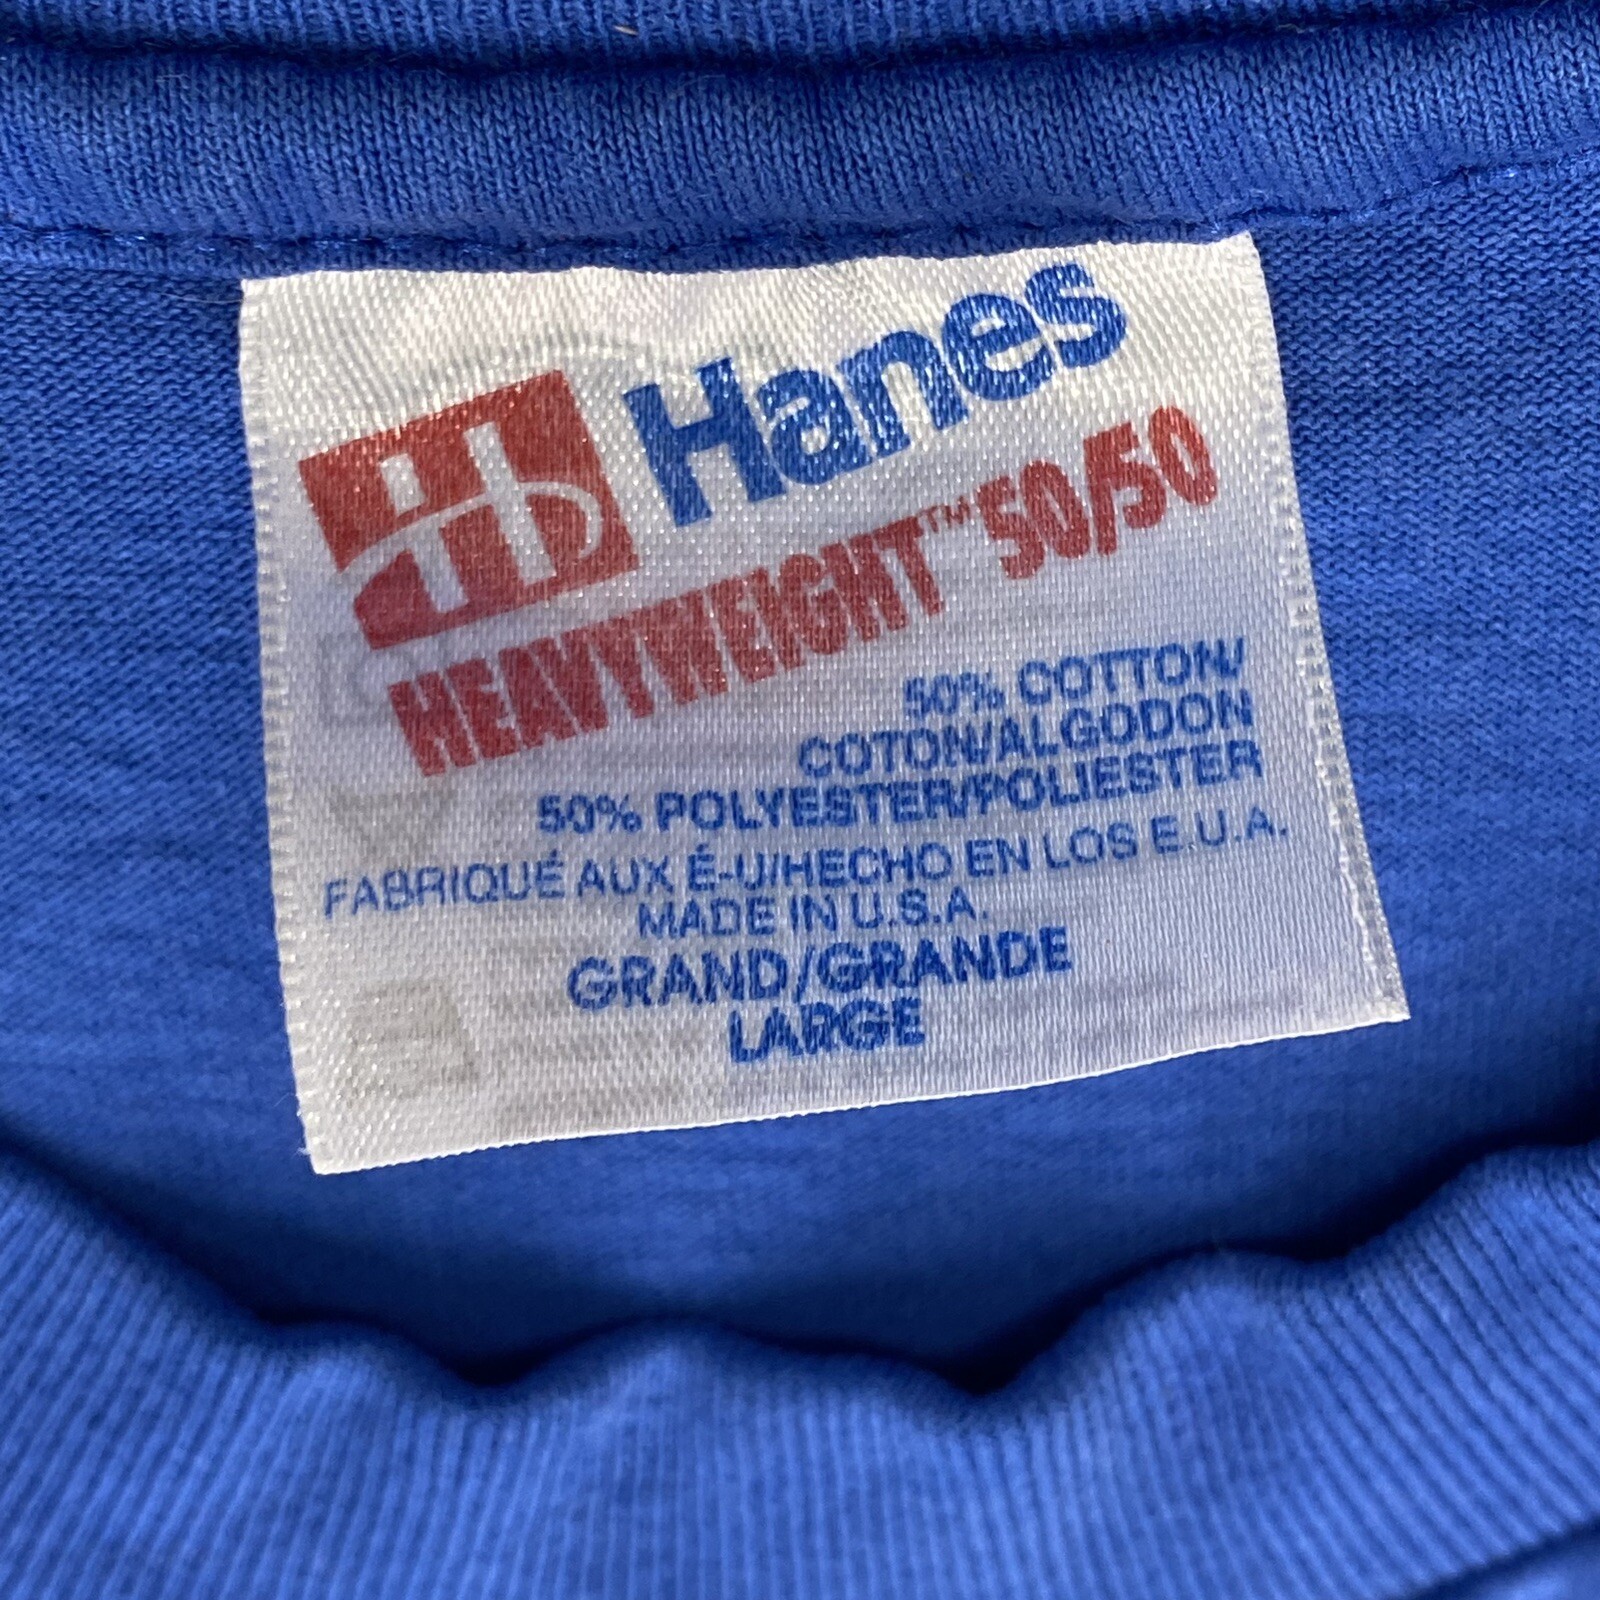 Hanes
HEAVYWEIGHT™ 50/50
50% COTTON/
COTON/ALGODON
50% POLYESTER/POLIESTER
FABRIQUÉ AUX É-U/HECHO EN LOS E.U.A.
MADE IN U.S.A.
GRAND/GRANDE
LARGE